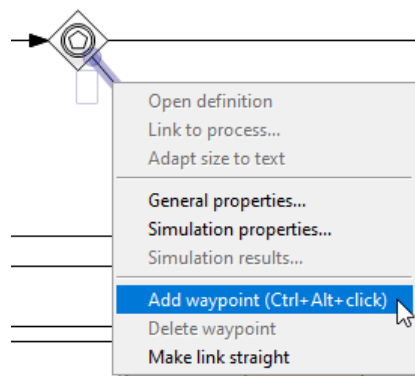 Open definition
Link to process...
Adapt size to text
General properties...
Simulation properties...
Simulation results...
Add waypoint (Ctrl+Alt+click)
Delete waypoint
Make link straight